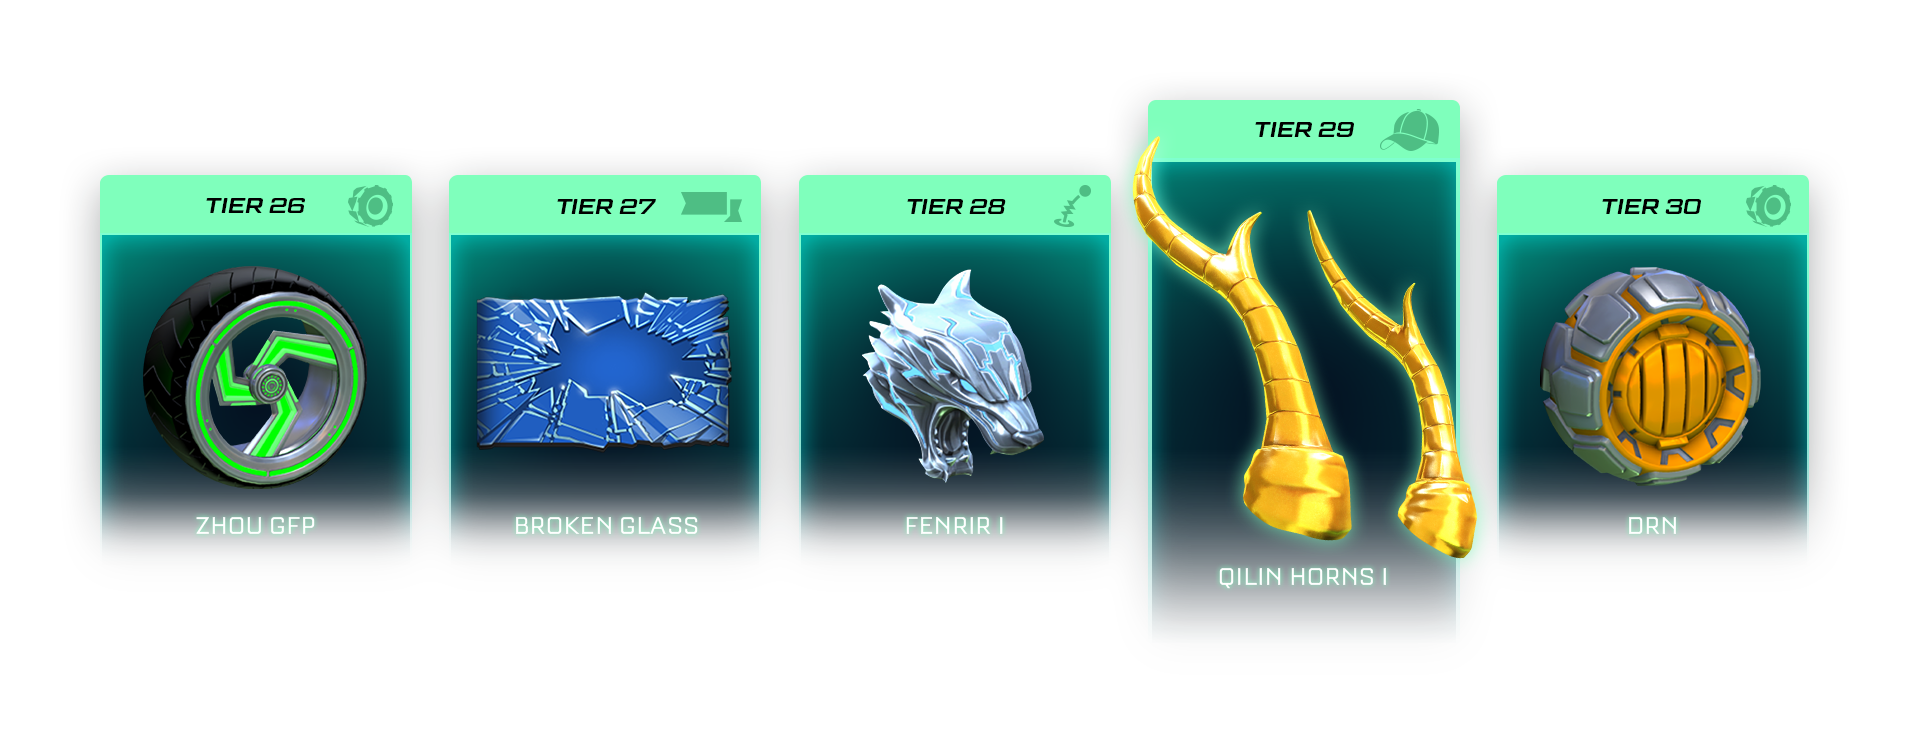 TIER 26
ZHOU GFP
TIER 27
BROKEN GLASS
TIER 28
FENRIR I
TIER 29
QILIN HORNS I
TIER 30
DRN